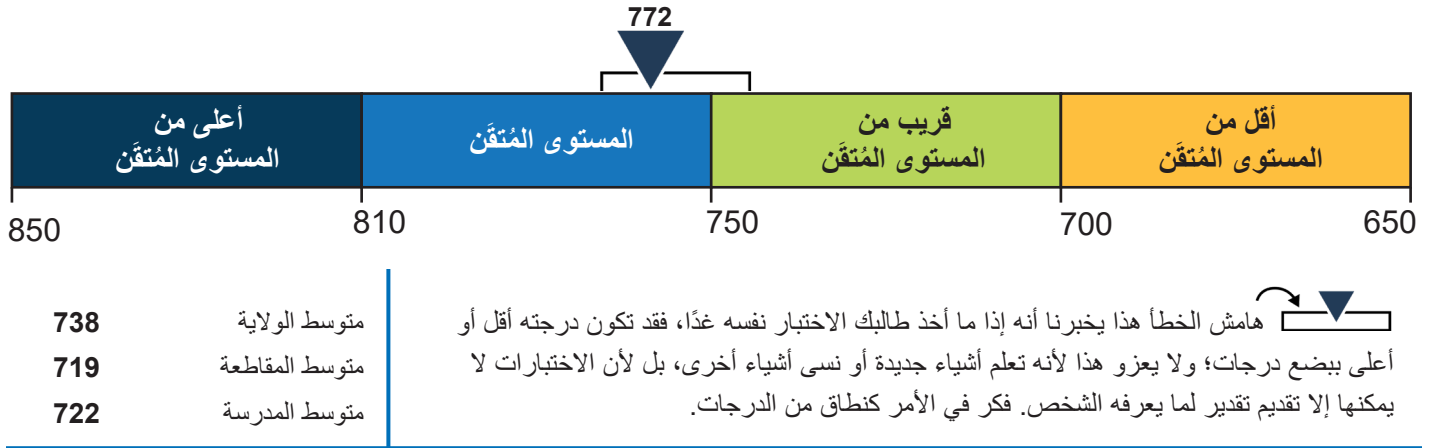 772
أقل من
المستوى المُتقَن
قريب من
المستوى المُتقَن
المستوى المُتقَن
أعلى من
المستوى المُتقَن
650
700
750
810
850
هامش الخطأ هذا يخبرنا أنه إذا ما أخذ طالبك الاختبار نفسه غدًا، فقد تكون درجته أقل أو
أعلى ببضع درجات؛ ولا يعزو هذا لأنه تعلم أشياء جديدة أو نسى أشياء أخرى، بل لأن الاختبارات لا
يمكنها إلا تقديم تقدير لما يعرفه الشخص. فكر في الأمر كنطاق من الدرجات.
متوسط الولاية 738
متوسط المقاطعة 719
متوسط المدرسة 722